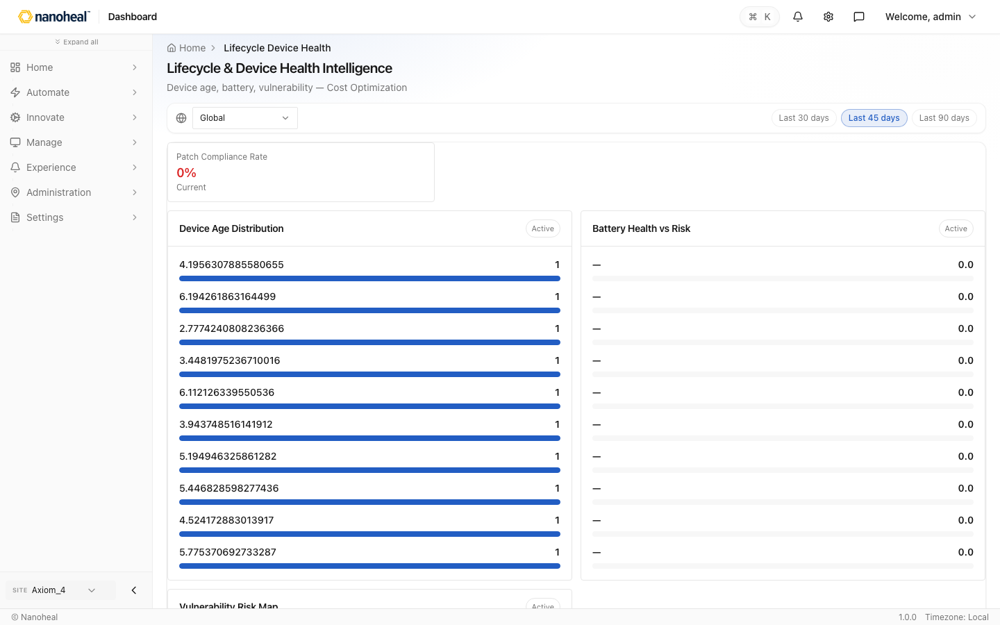 nanoheal™
Dashboard
⌘ K
Welcome, admin
Expand all
Home
Automate
Innovate
Manage
Experience
Administration
Settings
SITE Axiom_4
Home > Lifecycle Device Health
Lifecycle & Device Health Intelligence
Device age, battery, vulnerability — Cost Optimization
Global
Last 30 days
Last 45 days
Last 90 days
Patch Compliance Rate
0%
Current
Device Age Distribution
Active
4.1956307885580655 1
6.194261863164499 1
2.7774240808236366 1
3.4481975236710016 1
6.112126339550536 1
3.943748516141912 1
5.194946325861282 1
5.446828598277436 1
4.524172883013917 1
5.775370692733287 1
Battery Health vs Risk
Active
— 0.0
— 0.0
— 0.0
— 0.0
— 0.0
— 0.0
— 0.0
— 0.0
— 0.0
— 0.0
Vulnerability Risk Map
Active
© Nanoheal
1.0.0
Timezone: Local